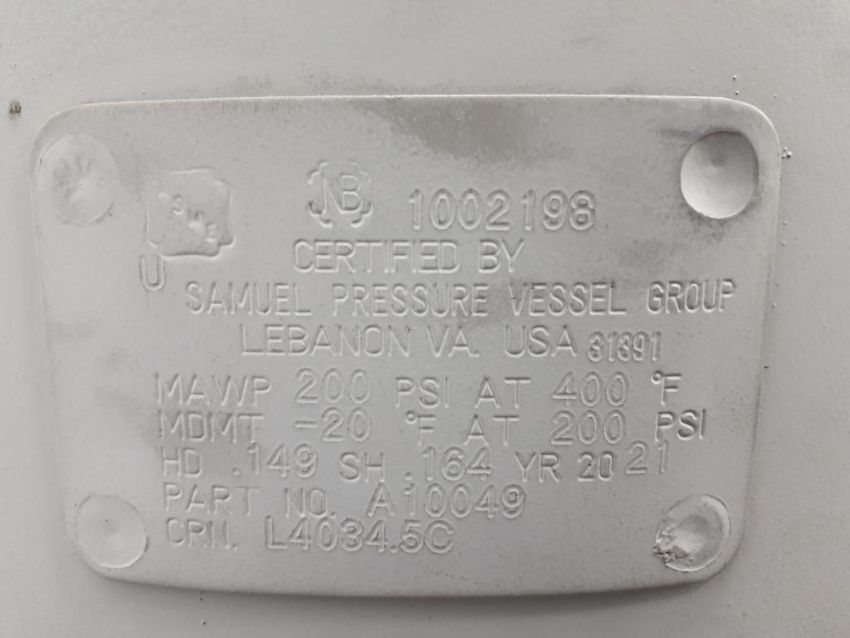 ASME NB 1002198
U CERTIFIED BY
SAMUEL PRESSURE VESSEL GROUP
LEBANON VA. USA 31391
MAWP 200 PSI AT 400 °F
MDMT -20 °F AT 200 PSI
HD .149 SH .164 YR 2021
PART NO. A10049
CRN. L4034.5C